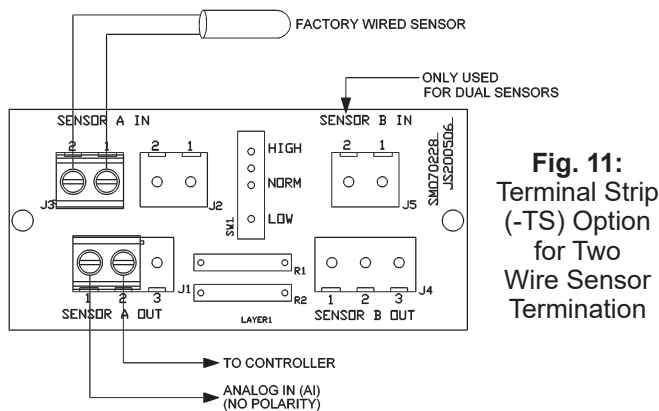 FACTORY WIRED SENSOR
ONLY USED
FOR DUAL SENSORS
SENSOR A IN
SENSOR B IN
2 1
2 1
2 1
HIGH
NORM
LOW
SW1
J3
J2
J5
SM070228
JS200506
R1
R2
J1
J4
1 2 3
1 2 3
SENSOR A OUT
LAYER1
SENSOR B OUT
TO CONTROLLER
ANALOG IN (AI)
(NO POLARITY)
Fig. 11:
Terminal Strip
(-TS) Option
for Two
Wire Sensor
Termination